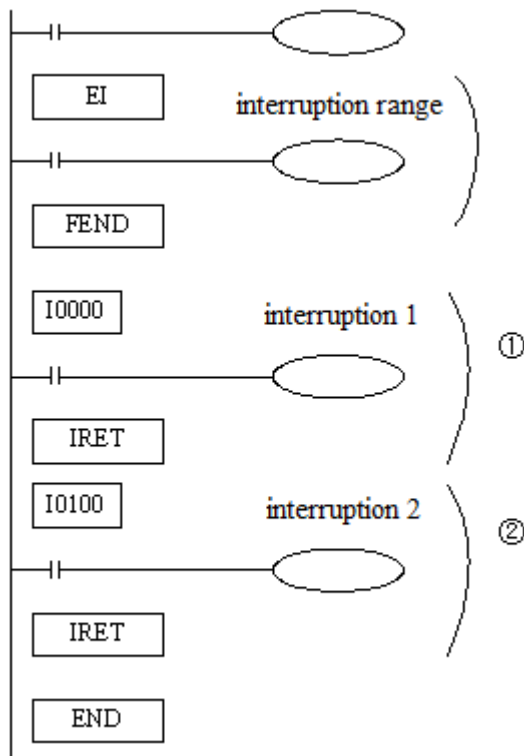 EI
interruption range
FEND
I0000
interruption 1
①
IRET
I0100
interruption 2
②
IRET
END